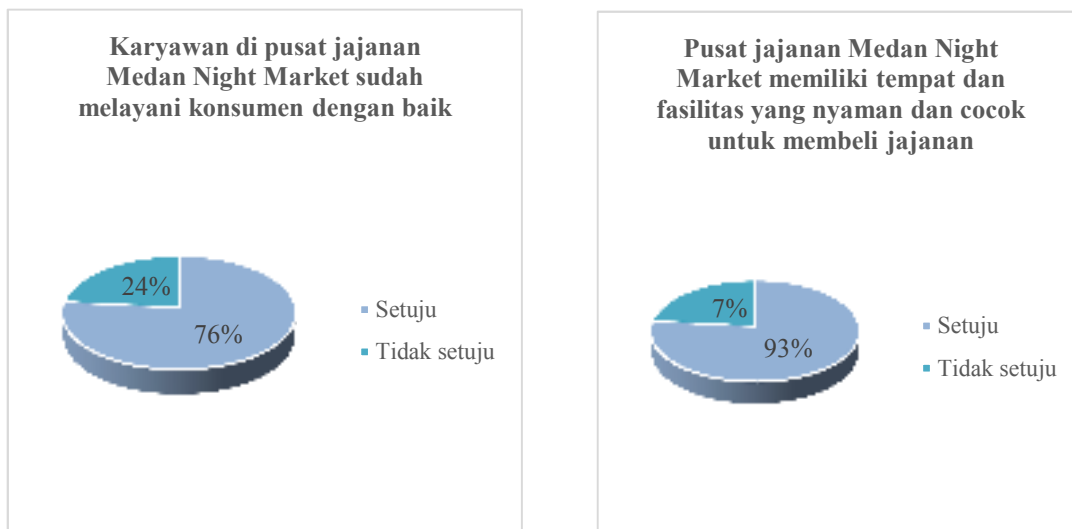 Karyawan di pusat jajanan
Medan Night Market sudah
melayani konsumen dengan baik
24%
76%
Setuju
Tidak setuju
Pusat jajanan Medan Night
Market memiliki tempat dan
fasilitas yang nyaman dan cocok
untuk membeli jajanan
7%
93%
Setuju
Tidak setuju